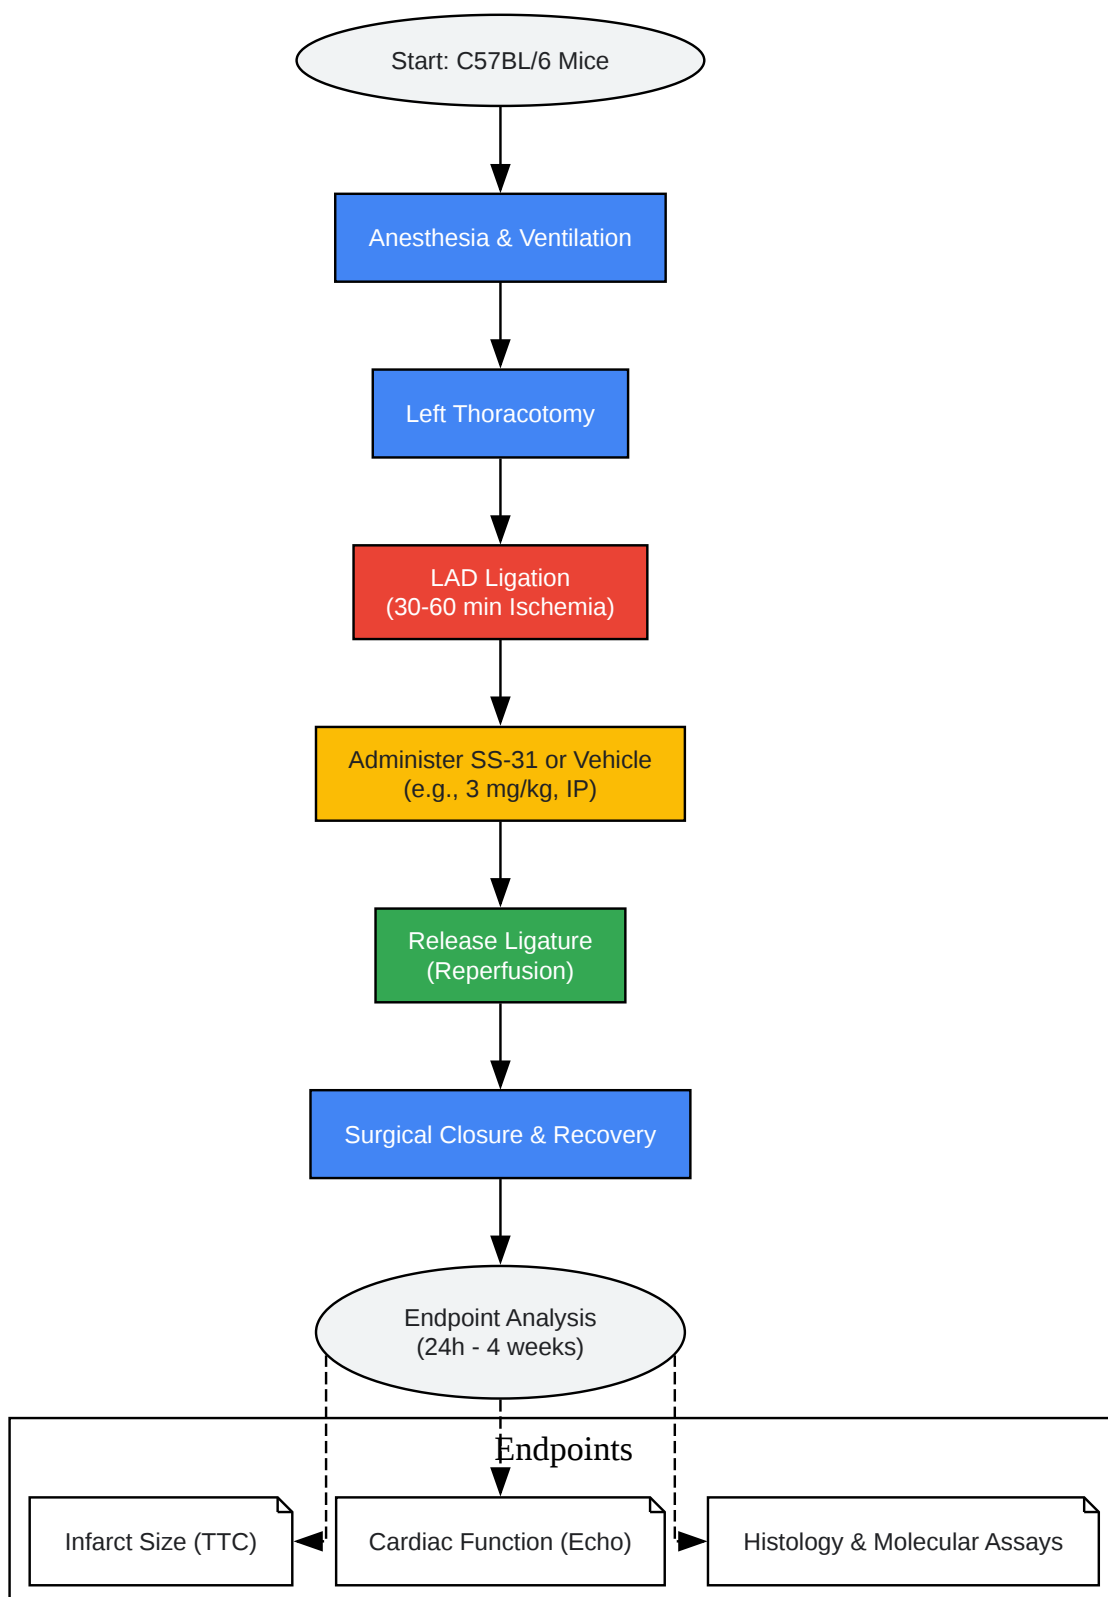 Start: C57BL/6 Mice
Anesthesia & Ventilation
Left Thoracotomy
LAD Ligation
(30-60 min Ischemia)
Administer SS-31 or Vehicle
(e.g., 3 mg/kg, IP)
Release Ligature
(Reperfusion)
Surgical Closure & Recovery
Endpoint Analysis
(24h - 4 weeks)
Endpoints
Infarct Size (TTC)
Cardiac Function (Echo)
Histology & Molecular Assays